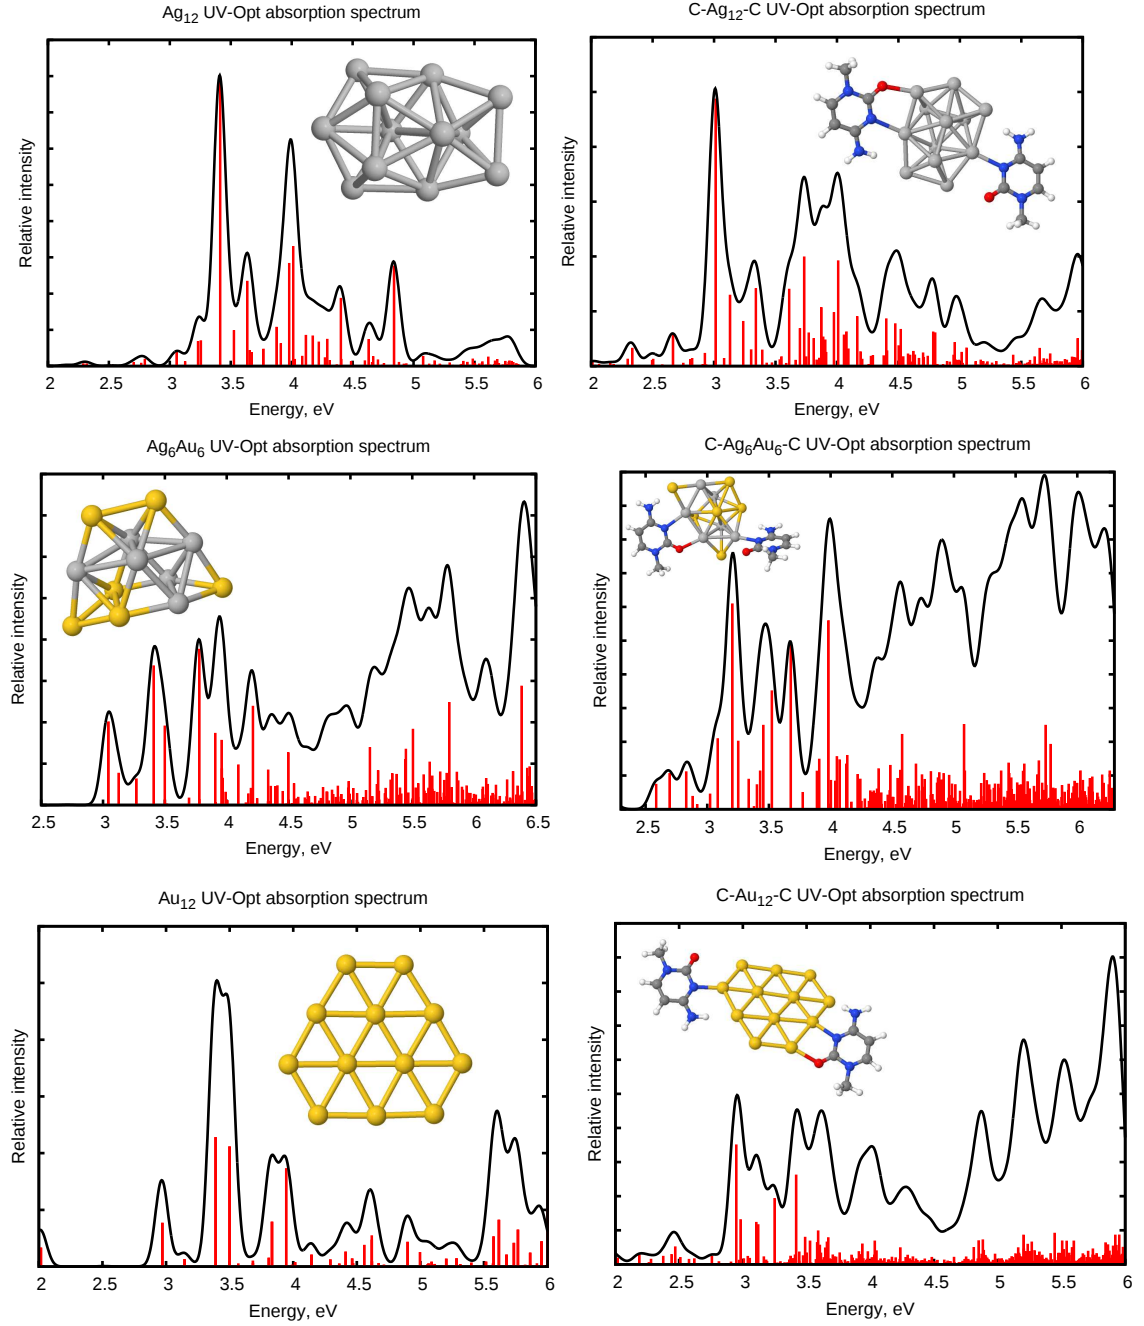 Ag12 UV-Opt absorption spectrum
Relative intensity
2 2.5 3 3.5 4 4.5 5 5.5 6
Energy, eV
C-Ag12-C UV-Opt absorption spectrum
Relative intensity
2 2.5 3 3.5 4 4.5 5 5.5 6
Energy, eV
Ag6Au6 UV-Opt absorption spectrum
Relative intensity
2.5 3 3.5 4 4.5 5 5.5 6 6.5
Energy, eV
C-Ag6Au6-C UV-Opt absorption spectrum
Relative intensity
2.5 3 3.5 4 4.5 5 5.5 6
Energy, eV
Au12 UV-Opt absorption spectrum
Relative intensity
2 2.5 3 3.5 4 4.5 5 5.5 6
Energy, eV
C-Au12-C UV-Opt absorption spectrum
Relative intensity
2 2.5 3 3.5 4 4.5 5 5.5 6
Energy, eV